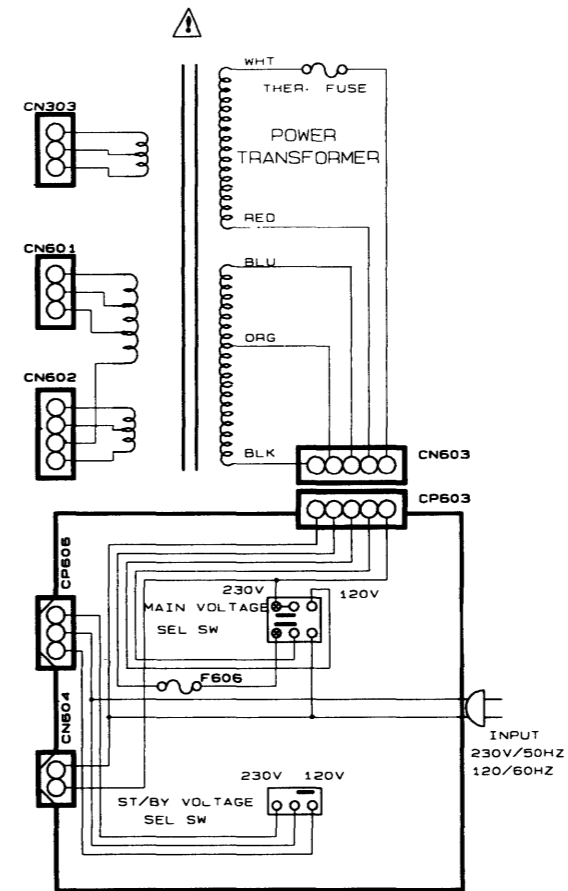 WHT
THER. FUSE
CN303
POWER
TRANSFORMER
RED
CN601
BLU
ORG
CN602
BLK
CN603
CP603
CP605
230V
120V
MAIN VOLTAGE
SEL SW
F606
CN604
INPUT
230V/50HZ
120/60HZ
230V 120V
ST/BY VOLTAGE
SEL SW